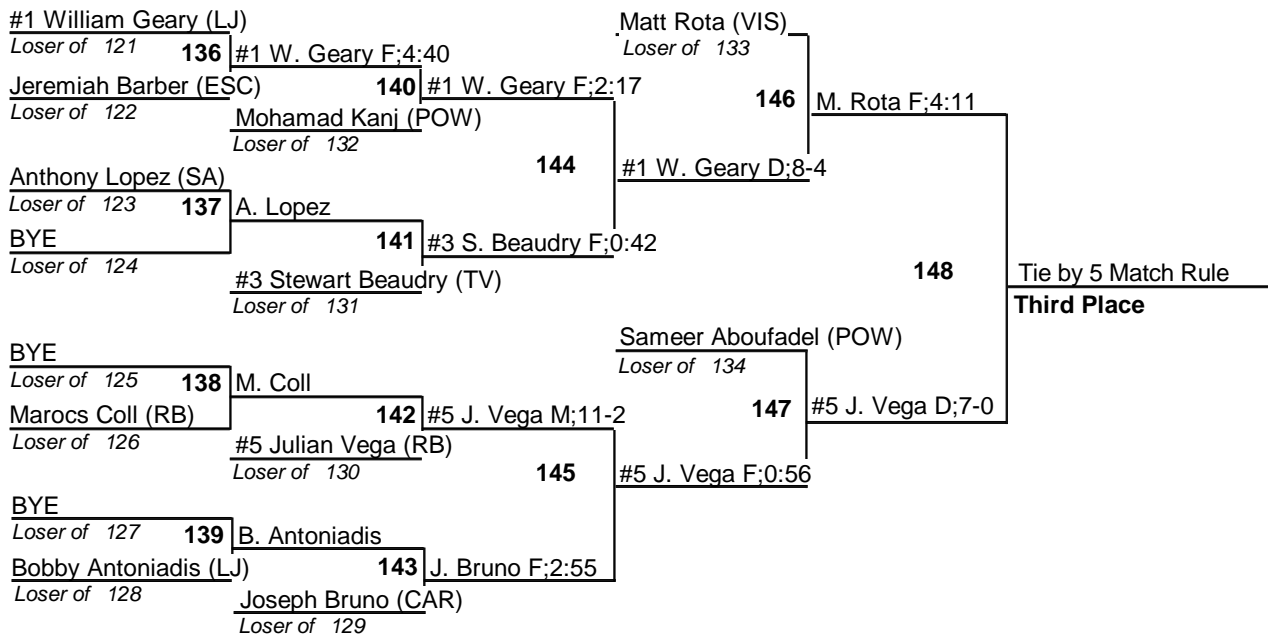 #1 William Geary (LJ)
Loser of 121
136
#1 W. Geary F;4:40
Jeremiah Barber (ESC)
Loser of 122
140
#1 W. Geary F;2:17
Mohamad Kanj (POW)
Loser of 132
Matt Rota (VIS)
Loser of 133
146
M. Rota F;4:11
144
#1 W. Geary D;8-4
Anthony Lopez (SA)
Loser of 123
137
A. Lopez
BYE
Loser of 124
141
#3 S. Beaudry F;0:42
#3 Stewart Beaudry (TV)
Loser of 131
148
Tie by 5 Match Rule
Third Place
BYE
Loser of 125
138
M. Coll
Marocs Coll (RB)
Loser of 126
142
#5 J. Vega M;11-2
#5 Julian Vega (RB)
Loser of 130
Sameer Aboufadel (POW)
Loser of 134
147
#5 J. Vega D;7-0
145
#5 J. Vega F;0:56
BYE
Loser of 127
139
B. Antoniadis
Bobby Antoniadis (LJ)
Loser of 128
143
J. Bruno F;2:55
Joseph Bruno (CAR)
Loser of 129